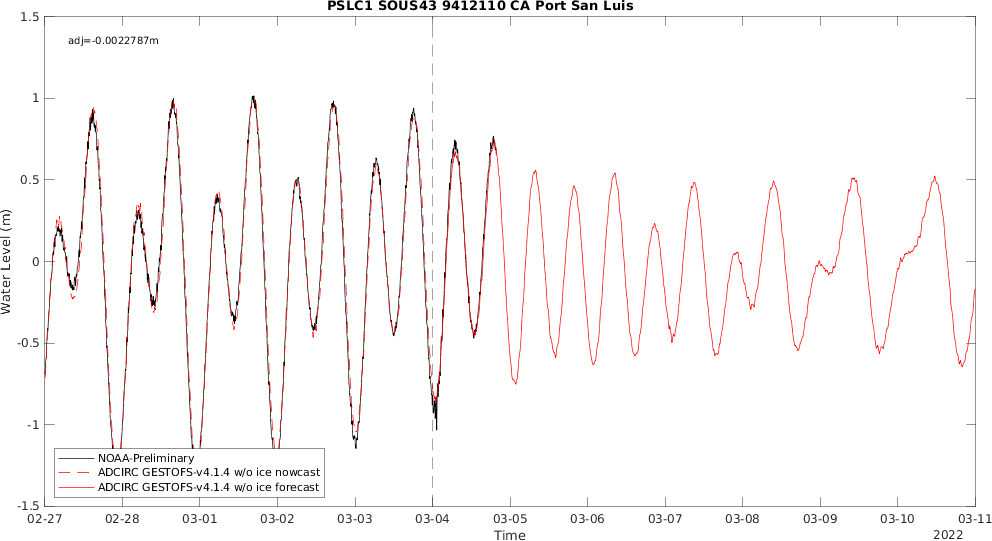 PSLC1 SOUS43 9412110 CA Port San Luis
adj=-0.0022787m
1.5
1
0.5
0
-0.5
-1
-1.5
Water Level (m)
NOAA-Preliminary
ADCIRC GESTOFS-v4.1.4 w/o ice nowcast
ADCIRC GESTOFS-v4.1.4 w/o ice forecast
02-27 02-28 03-01 03-02 03-03 03-04 03-05 03-06 03-07 03-08 03-09 03-10 03-11
Time
2022